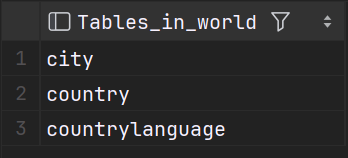 Tables_in_world
1 city
2 country
3 countrylanguage